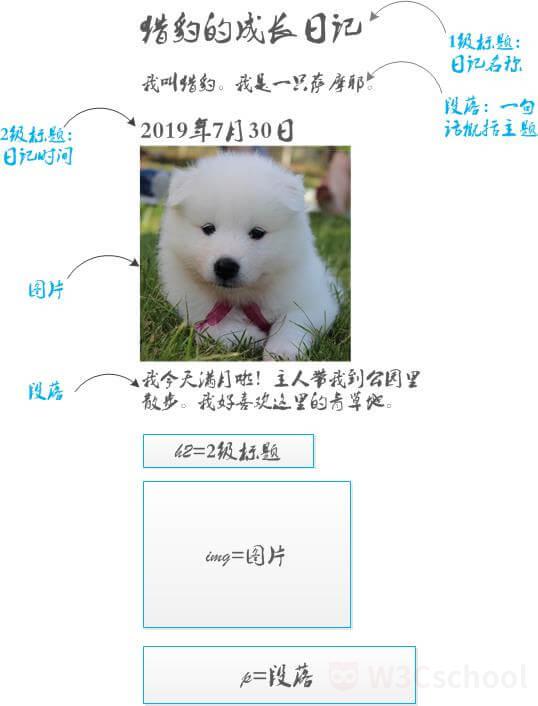 猎豹的成长日记
1级标题：
日记名称
我叫猎豹。我是一只萨摩耶。
段落：一句
话概括主题
2级标题：
日记时间
2019年7月30日
图片
段落
我今天满月啦！主人带我到公园里
散步。我好喜欢这里的青草地。
h2=2级标题
img=图片
p=段落
W3Cschool